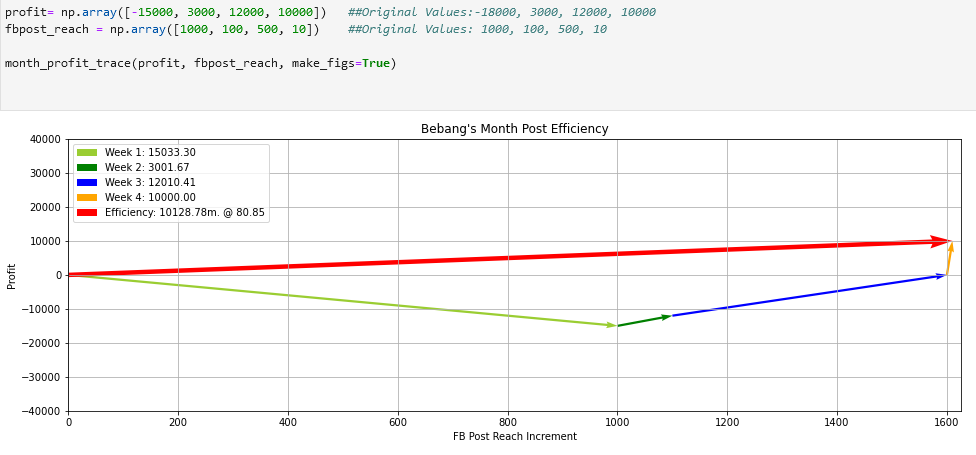 profit= np.array([-15000, 3000, 12000, 10000])   ##Original Values:-18000, 3000, 12000, 10000
fbpost_reach = np.array([1000, 100, 500, 10])    ##Original Values: 1000, 100, 500, 10
month_profit_trace(profit, fbpost_reach, make_figs=True)
Bebang's Month Post Efficiency
40000
30000
20000
10000
0
−10000
−20000
−30000
−40000
Profit
Week 1: 15033.30
Week 2: 3001.67
Week 3: 12010.41
Week 4: 10000.00
Efficiency: 10128.78m. @ 80.85
0 200 400 600 800 1000 1200 1400 1600
FB Post Reach Increment